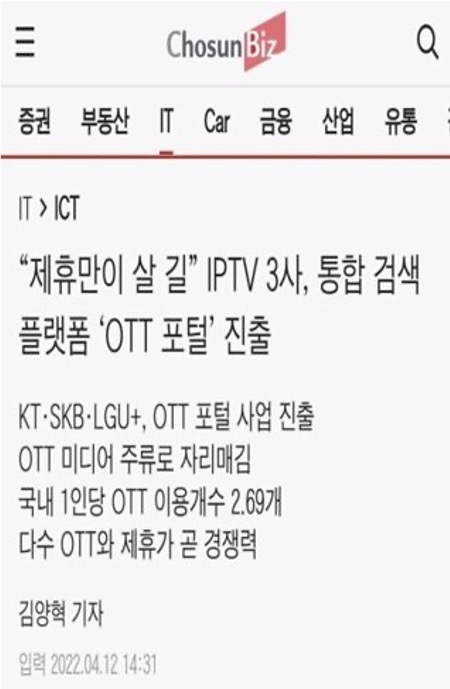 ChosunBiz
증권 부동산 IT Car 금융 산업 유통
IT > ICT
“제휴만이 살 길” IPTV 3사, 통합 검색
플랫폼 ‘OTT 포털’ 진출
KT·SKB·LGU+, OTT 포털 사업 진출
OTT 미디어 주류로 자리매김
국내 1인당 OTT 이용개수 2.69개
다수 OTT와 제휴가 곧 경쟁력
김양혁 기자
입력 2022.04.12 14:31